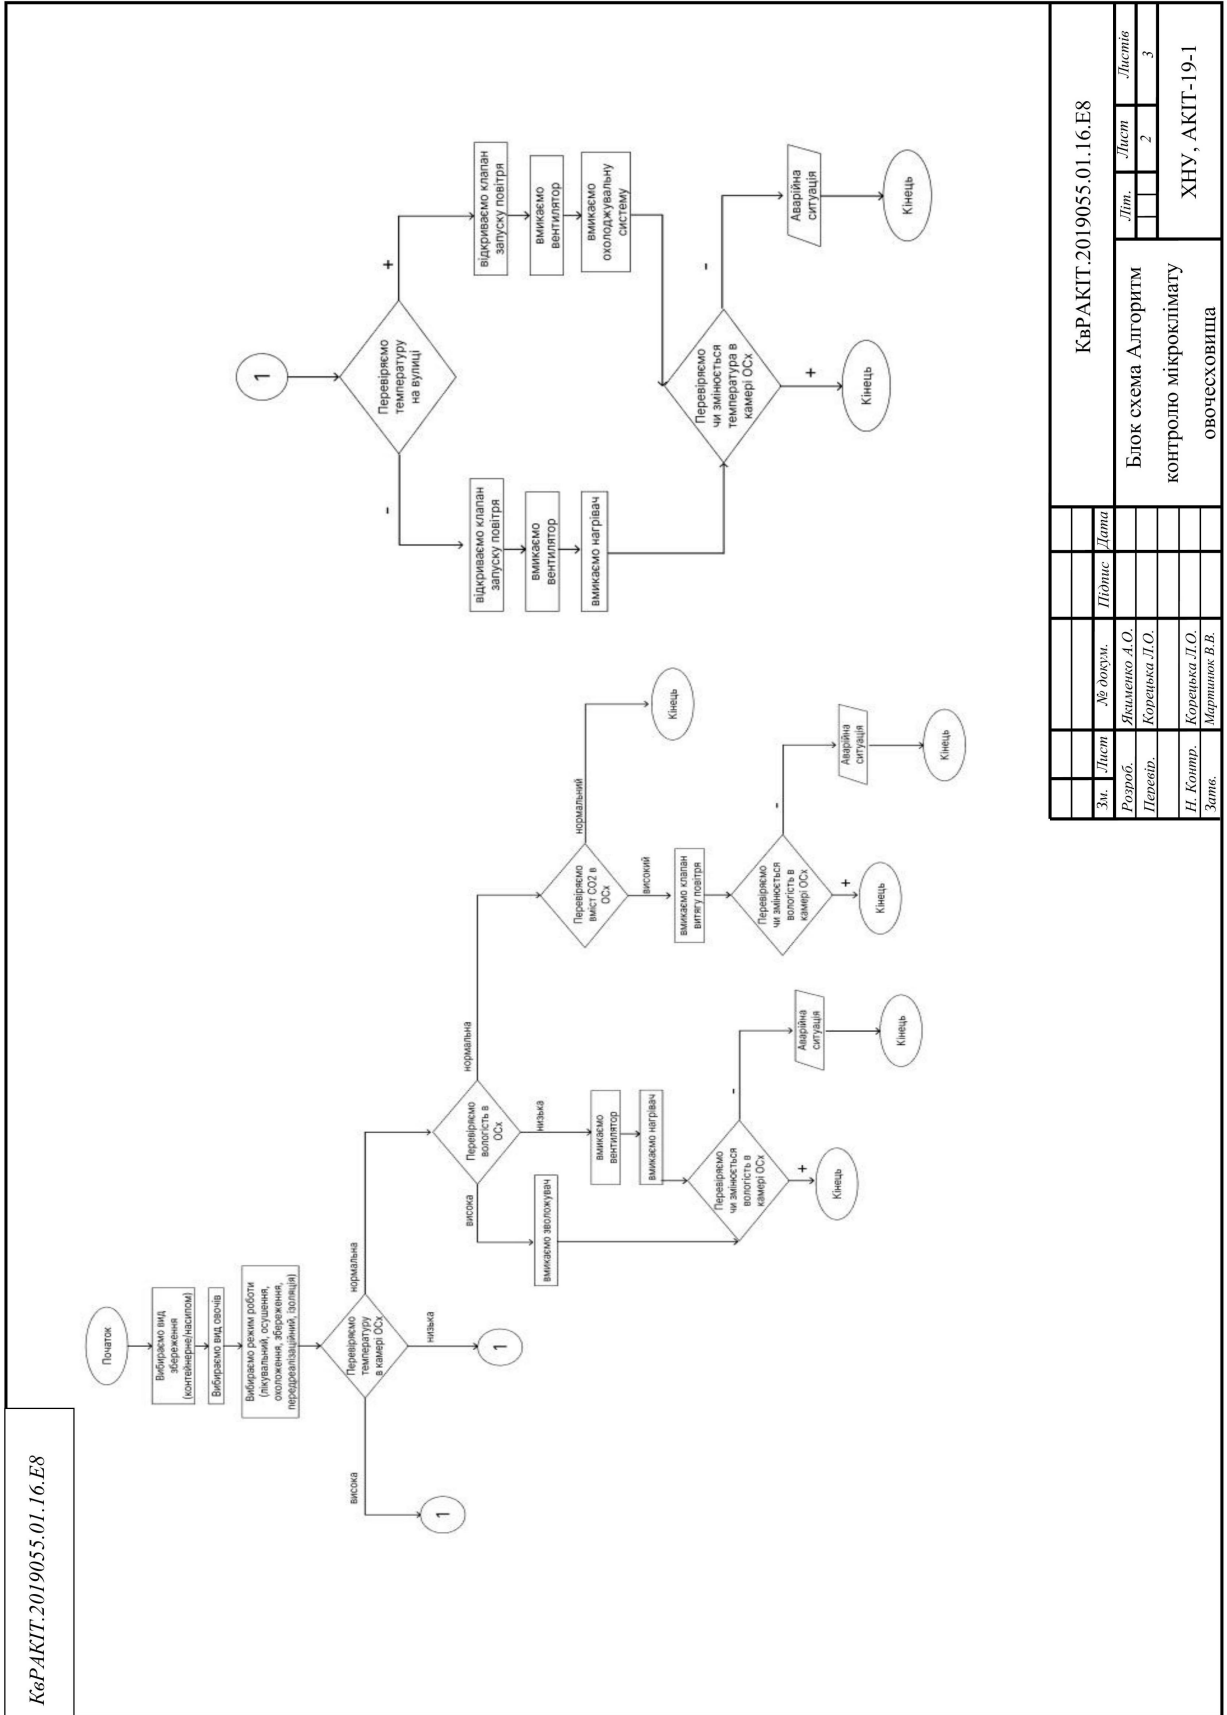 КвРАКІТ.2019055.01.16.Е8
Початок
Вибираємо вид
збереження
(контейнерне/насипом)
Вибираємо вид овочів
Вибираємо режим роботи
(лікувальний, осушення,
охоложення, збереження,
передреалізаційний, ізоляція)
Перевіряємо
температуру
в камері ОСх
висока
1
низька
1
нормальна
Перевіряємо
вологість в
ОСх
висока
вмикаємо зволожувач
низька
вмикаємо
вентилятор
вмикаємо нагрівач
Перевіряємо
чи змінюється
вологість в
камері ОСх
+
Кінець
-
Аварійна
ситуація
Кінець
нормальна
Перевіряємо
вміст СО2 в
ОСх
високий
вмикаємо клапан
витягу повітря
Перевіряємо
чи змінюється
вологість в
камері ОСх
+
Кінець
-
Аварійна
ситуація
Кінець
нормальний
Кінець
1
Перевіряємо
температуру
на вулиці
-
відкриваємо клапан
запуску повітря
вмикаємо
вентилятор
вмикаємо нагрівач
+
відкриваємо клапан
запуску повітря
вмикаємо
вентилятор
вмикаємо
охолоджувальну
систему
Перевіряємо
чи змінюється
температура в
камері ОСх
+
Кінець
-
Аварійна
ситуація
Кінець
КвРАКІТ.2019055.01.16.Е8
Зм. Лист № докум. Підпис Дата
Розроб. Якименко А.О.
Перевір. Корецька Л.О.
Н. Контр. Корецька Л.О.
Затв. Мартинюк В.В.
Блок схема Алгоритм
контролю мікроклімату
овочесховища
Літ. Лист Листів
2 3
ХНУ, АКІТ-19-1